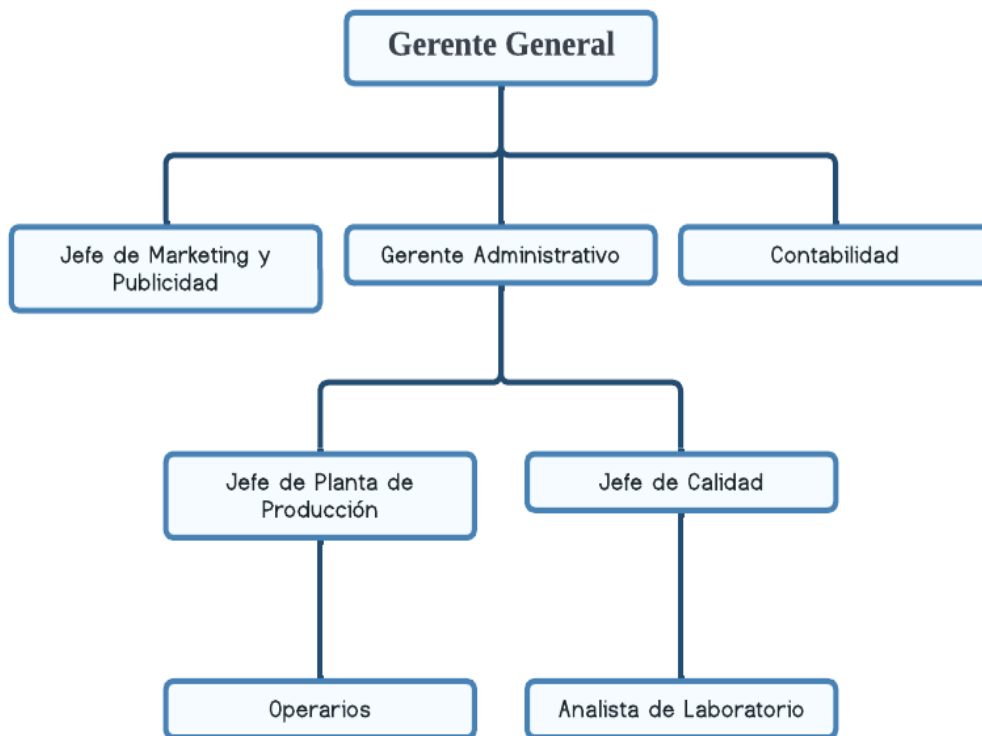 Gerente General
Jefe de Marketing y
Publicidad
Gerente Administrativo
Contabilidad
Jefe de Planta de
Producción
Jefe de Calidad
Operarios
Analista de Laboratorio